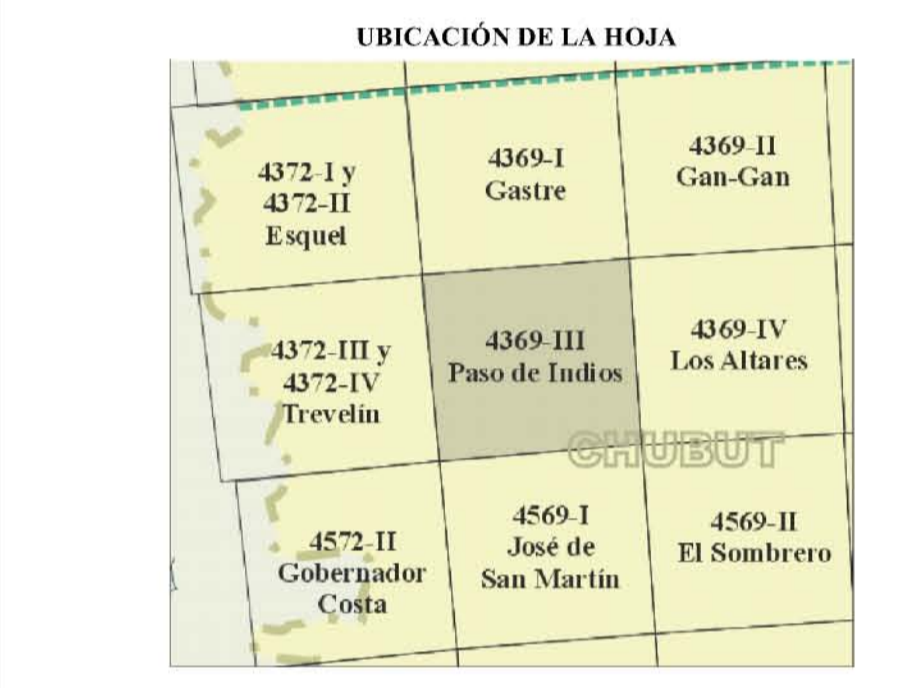 UBICACIÓN DE LA HOJA
4372-I y
4372-II
Esquel
4369-I
Gastre
4369-II
Gan-Gan
4372-III y
4372-IV
Trevelín
4369-III
Paso de Indios
4369-IV
Los Altares
CHUBUT
4572-II
Gobernador
Costa
4569-I
José de
San Martín
4569-II
El Sombrero